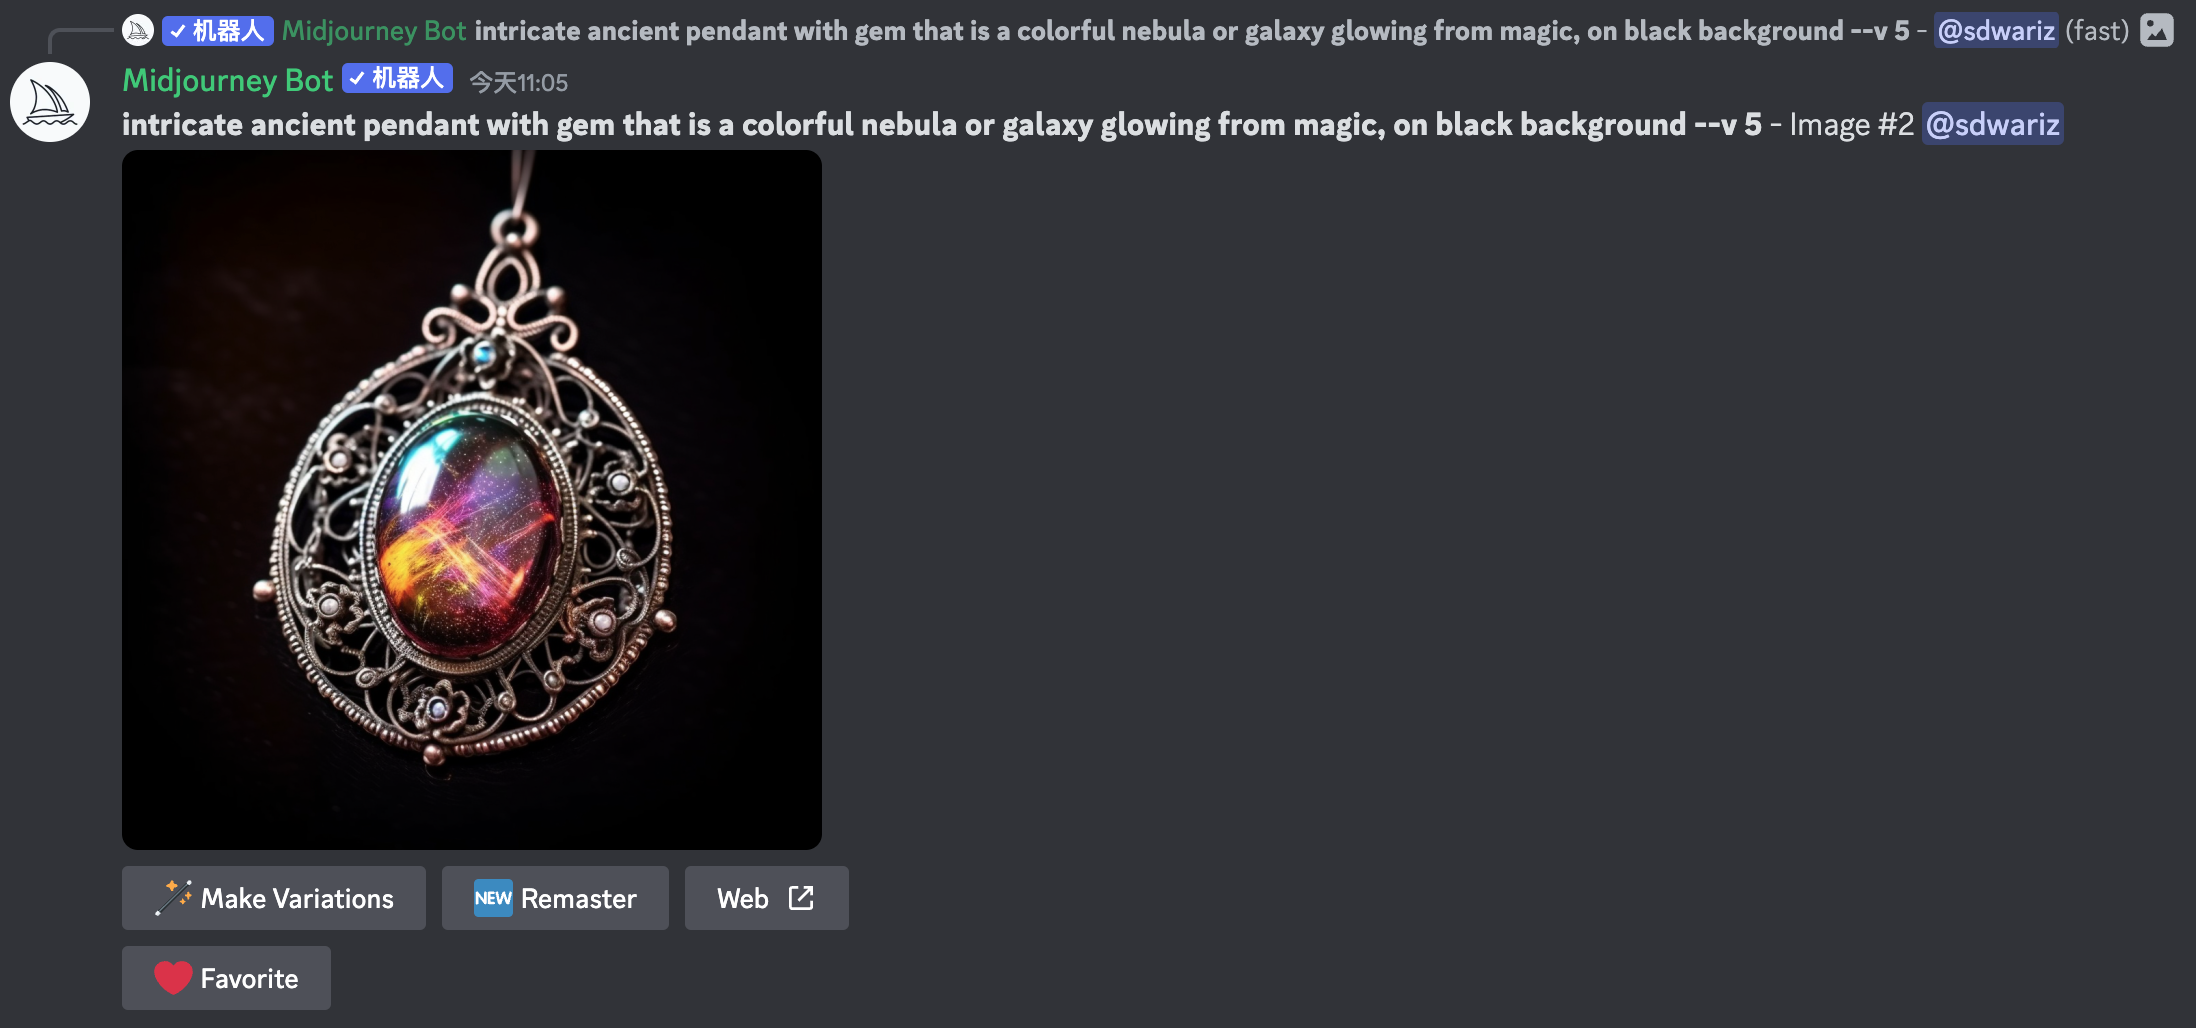 机器人 Midjourney Bot intricate ancient pendant with gem that is a colorful nebula or galaxy glowing from magic, on black background --v 5 - @sdwariz (fast)
Midjourney Bot 机器人 今天11:05
intricate ancient pendant with gem that is a colorful nebula or galaxy glowing from magic, on black background --v 5 - Image #2 @sdwariz
Make Variations NEW Remaster Web
Favorite